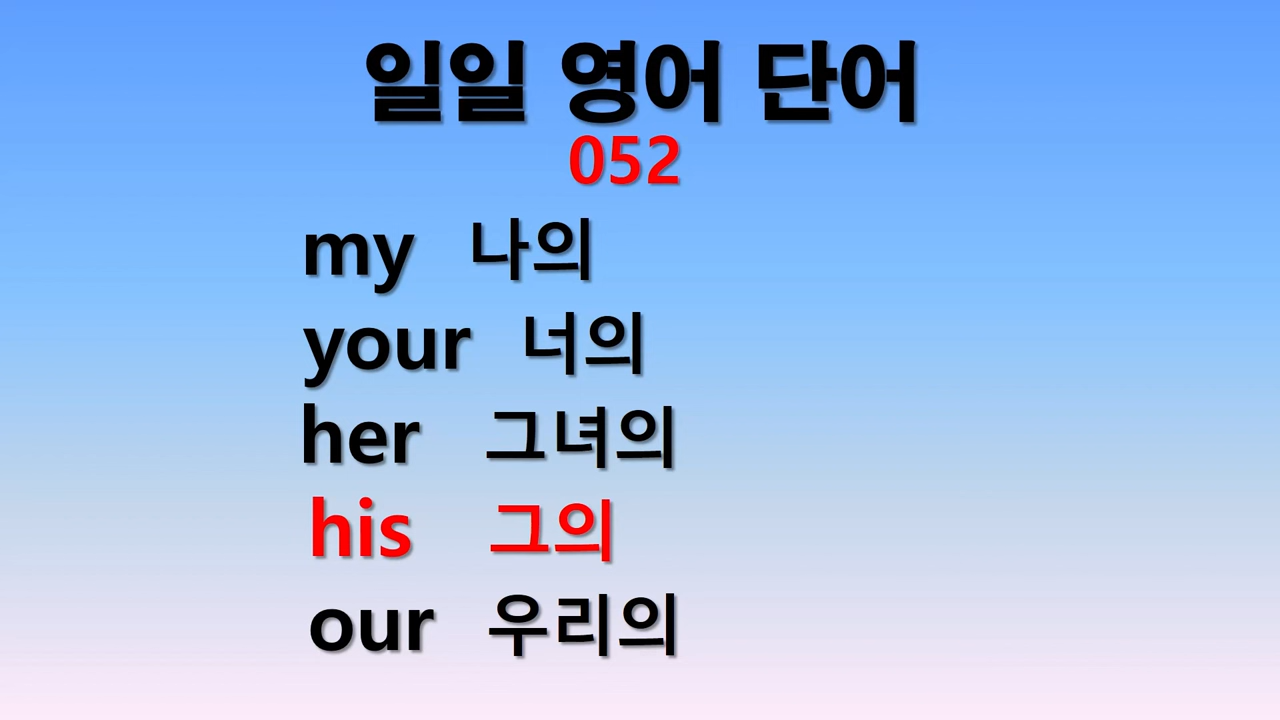 일일 영어 단어
052
my 나의
your 너의
her 그녀의
his 그의
our 우리의